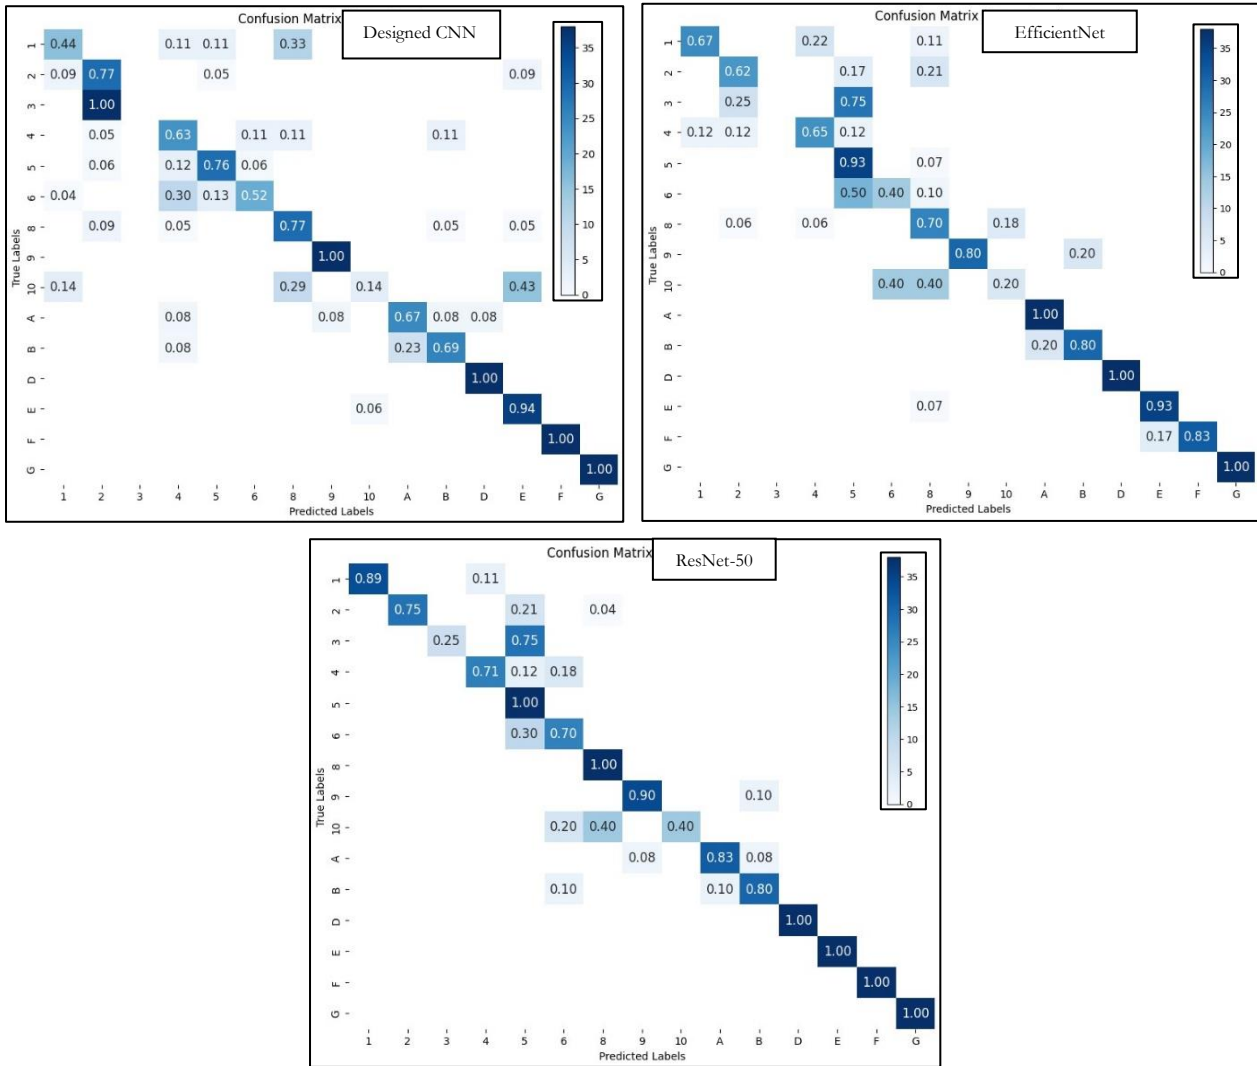 Confusion Matrix
Designed CNN
1 0.44 0.11 0.11 0.33
2 0.09 0.77 0.05 0.09
3 1.00
4 0.05 0.63 0.11 0.11 0.11
5 0.06 0.12 0.76 0.06
6 0.04 0.30 0.13 0.52
8 0.09 0.05 0.77 0.05 0.05
9 1.00
10 0.14 0.29 0.14 0.43
A 0.08 0.08 0.67 0.08 0.08
B 0.08 0.23 0.69
D 1.00
E 0.06 0.94
F 1.00
G 1.00
1 2 3 4 5 6 8 9 10 A B D E F G
Predicted Labels
True Labels
35
30
25
20
15
10
5
0
Confusion Matrix
EfficientNet
1 0.67 0.22 0.11
2 0.62 0.17 0.21
3 0.25 0.75
4 0.12 0.12 0.65 0.12
5 0.93 0.07
6 0.50 0.40 0.10
8 0.06 0.06 0.70 0.18
9 0.80 0.20
10 0.40 0.40 0.20
A 1.00
B 0.20 0.80
D 1.00
E 0.07 0.93
F 0.17 0.83
G 1.00
1 2 3 4 5 6 8 9 10 A B D E F G
Predicted Labels
True Labels
35
30
25
20
15
10
5
0
Confusion Matrix
ResNet-50
1 0.89 0.11
2 0.75 0.21 0.04
3 0.25 0.75
4 0.71 0.12 0.18
5 1.00
6 0.30 0.70
8 1.00
9 0.90 0.10
10 0.20 0.40 0.40
A 0.08 0.83 0.08
B 0.10 0.10 0.80
D 1.00
E 1.00
F 1.00
G 1.00
1 2 3 4 5 6 8 9 10 A B D E F G
Predicted Labels
True Labels
35
30
25
20
15
10
5
0